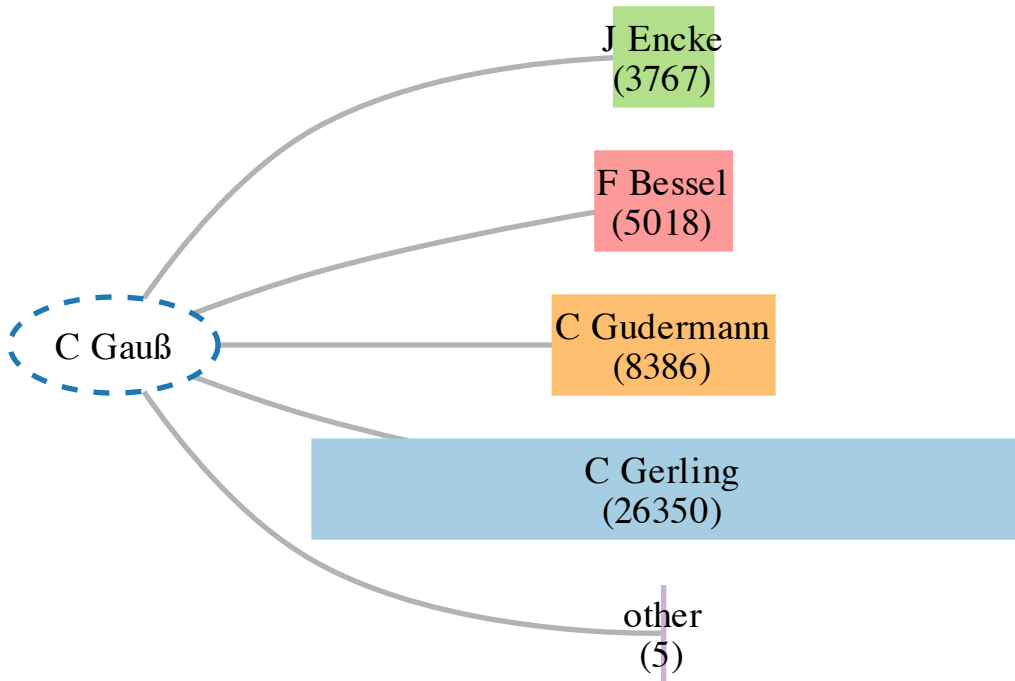 J Encke
(3767)
F Bessel
(5018)
C Gudermann
(8386)
C Gauß
C Gerling
(26350)
other
(5)